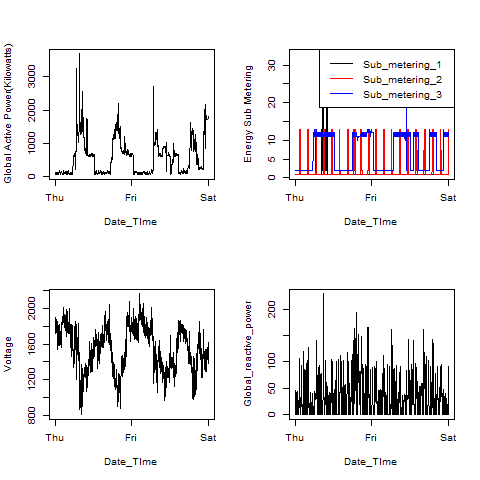 Global Active Power(Kilowatts)
0
1000
2000
3000
Thu
Fri
Sat
Date_TIme
Energy Sub Metering
0
5
10
20
30
Sub_metering_1
Sub_metering_2
Sub_metering_3
Thu
Fri
Sat
Date_TIme
Voltage
800
1200
1600
2000
Thu
Fri
Sat
Date_TIme
Global_reactive_power
0
50
100
200
Thu
Fri
Sat
Date_TIme